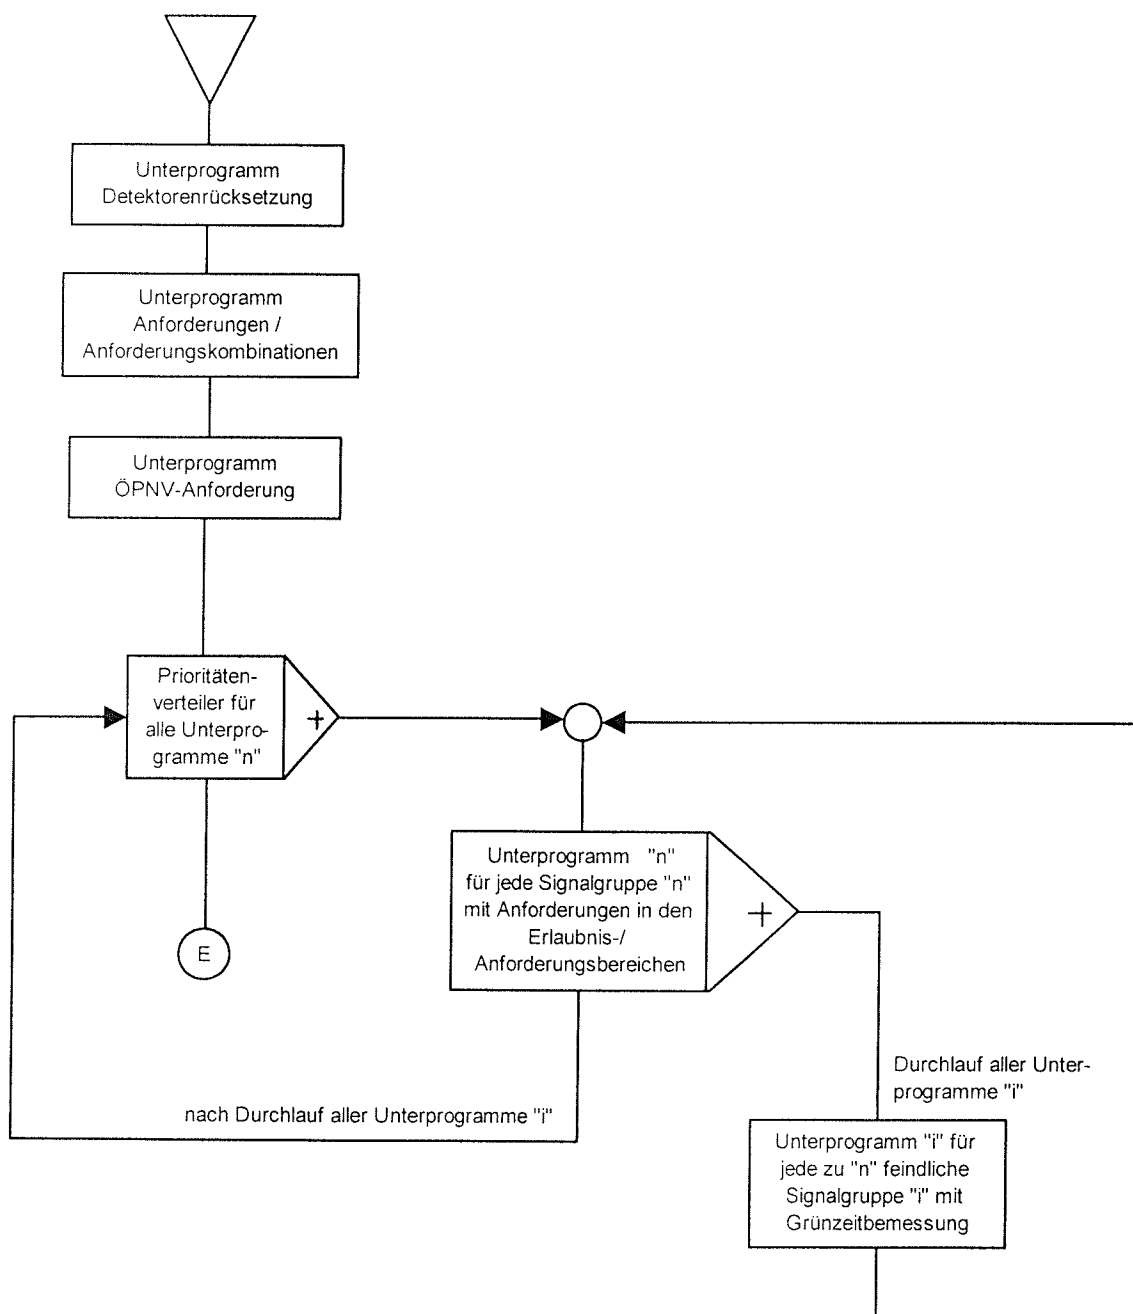 Unterprogramm
Detektorenrücksetzung
Unterprogramm
Anforderungen /
Anforderungskombinationen
Unterprogramm
ÖPNV-Anforderung
Prioritäten-
verteiler für
alle Unterpro-
gramme "n"
+
E
Unterprogramm "n"
für jede Signalgruppe "n"
mit Anforderungen in den
Erlaubnis-/
Anforderungsbereichen
+
nach Durchlauf aller Unterprogramme "i"
Durchlauf aller Unter-
programme "i"
Unterprogramm "i" für
jede zu "n" feindliche
Signalgruppe "i" mit
Grünzeitbemessung